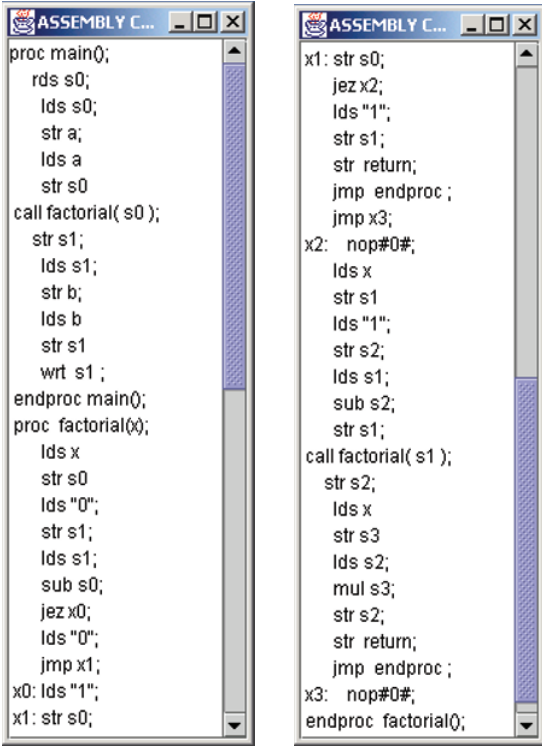 ASSEMBLY C...
proc main();
rds s0;
lds s0;
str a;
lds a
str s0
call factorial( s0 );
str s1;
lds s1;
str b;
lds b
str s1
wrt s1 ;
endproc main();
proc factorial(x);
lds x
str s0
lds "0";
str s1;
lds s1;
sub s0;
jez x0;
lds "0";
jmp x1;
x0: lds "1";
x1: str s0;
ASSEMBLY C...
x1: str s0;
jez x2;
lds "1";
str s1;
str return;
jmp endproc ;
jmp x3;
x2: nop#0#;
lds x
str s1
lds "1";
str s2;
lds s1;
sub s2;
str s1;
call factorial( s1 );
str s2;
lds x
str s3
lds s2;
mul s3;
str s2;
str return;
jmp endproc ;
x3: nop#0#;
endproc factorial();